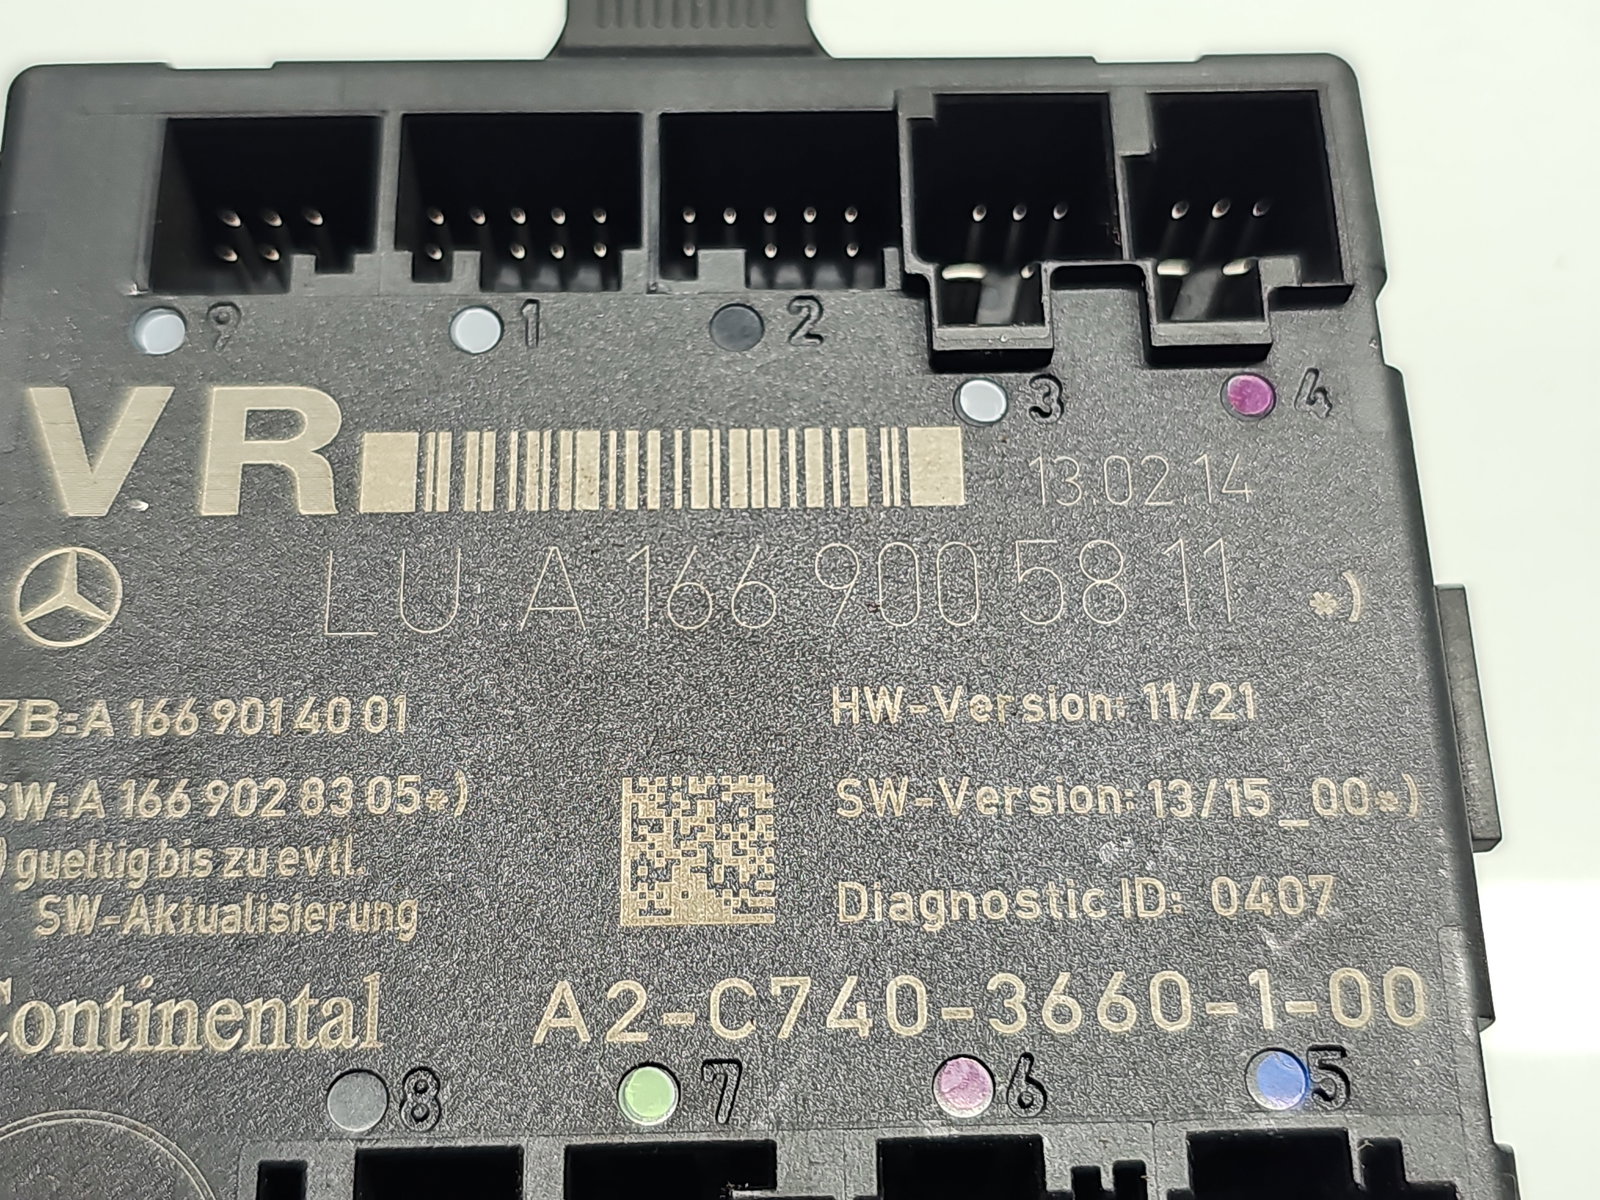 9 1 2
3 4
VR 13.02.14
LU: A 166 900 58 11 *)
ZB:A 166 901 40 01
HW-Version: 11/21
SW:A 166 902 83 05*)
SW-Version: 13/15_00*)
) gueltig bis zu evtl.
SW-Aktualisierung
Diagnostic ID: 0407
Continental A2-C740-3660-1-00
8 7 6 5